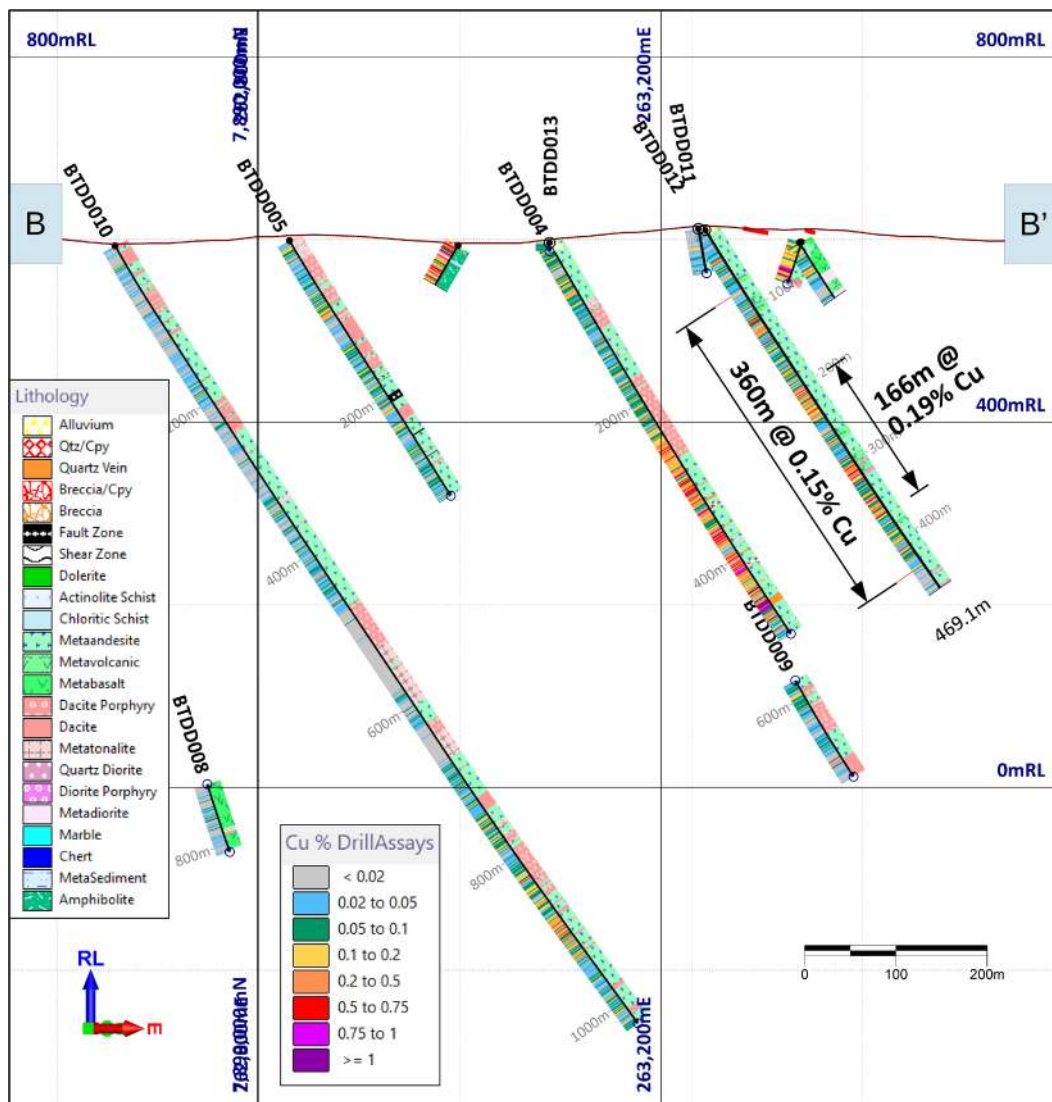 800mRL
800mRL
263,200mE
BTDD010
BTDD005
BTDD004
BTDD013
BTDD012
BTDD011
B
B'
100m
200m
200m
200m
200m
300m
400m
400m
400m
400mRL
360m @ 0.15% Cu
166m @
0.19% Cu
469.1m
BTDD009
600m
600m
BTDD008
800m
800m
1000m
0mRL
Lithology
Alluvium
Qtz/Cpy
Quartz Vein
Breccia/Cpy
Breccia
Fault Zone
Shear Zone
Dolerite
Actinolite Schist
Chloritic Schist
Metaandesite
Metavolcanic
Metabasalt
Dacite Porphyry
Dacite
Metatonalite
Quartz Diorite
Diorite Porphyry
Metadiorite
Marble
Chert
MetaSediment
Amphibolite
Cu % DrillAssays
< 0.02
0.02 to 0.05
0.05 to 0.1
0.1 to 0.2
0.2 to 0.5
0.5 to 0.75
0.75 to 1
>= 1
RL
E
0 100 200m
263,200mE